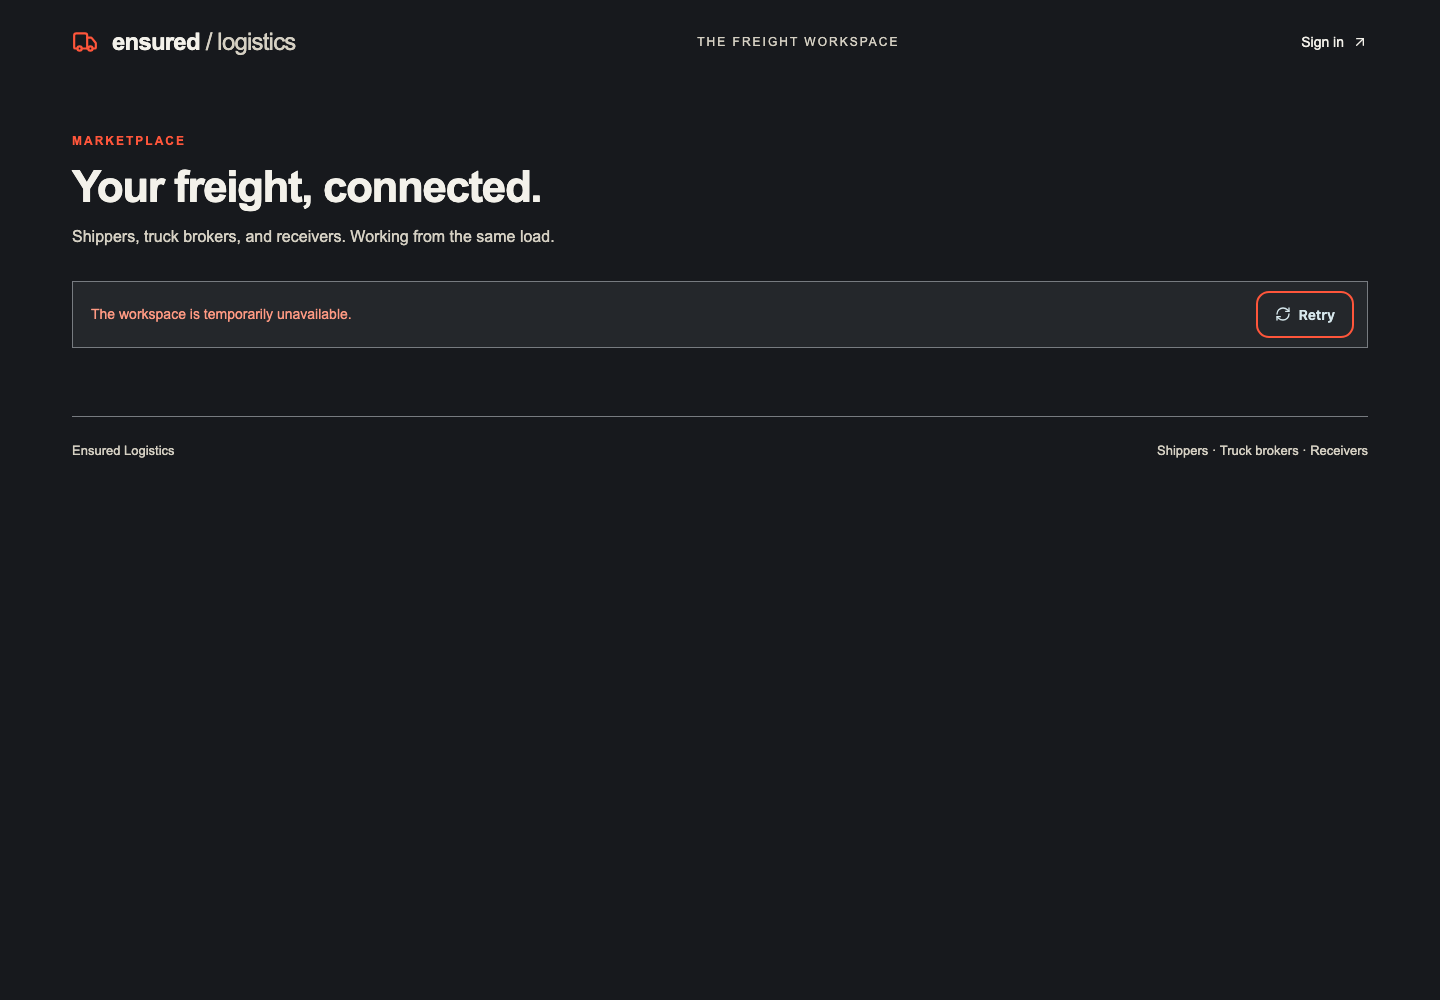 ensured / logistics
THE FREIGHT WORKSPACE
Sign in
MARKETPLACE
Your freight, connected.
Shippers, truck brokers, and receivers. Working from the same load.
The workspace is temporarily unavailable.
Retry
Ensured Logistics
Shippers · Truck brokers · Receivers